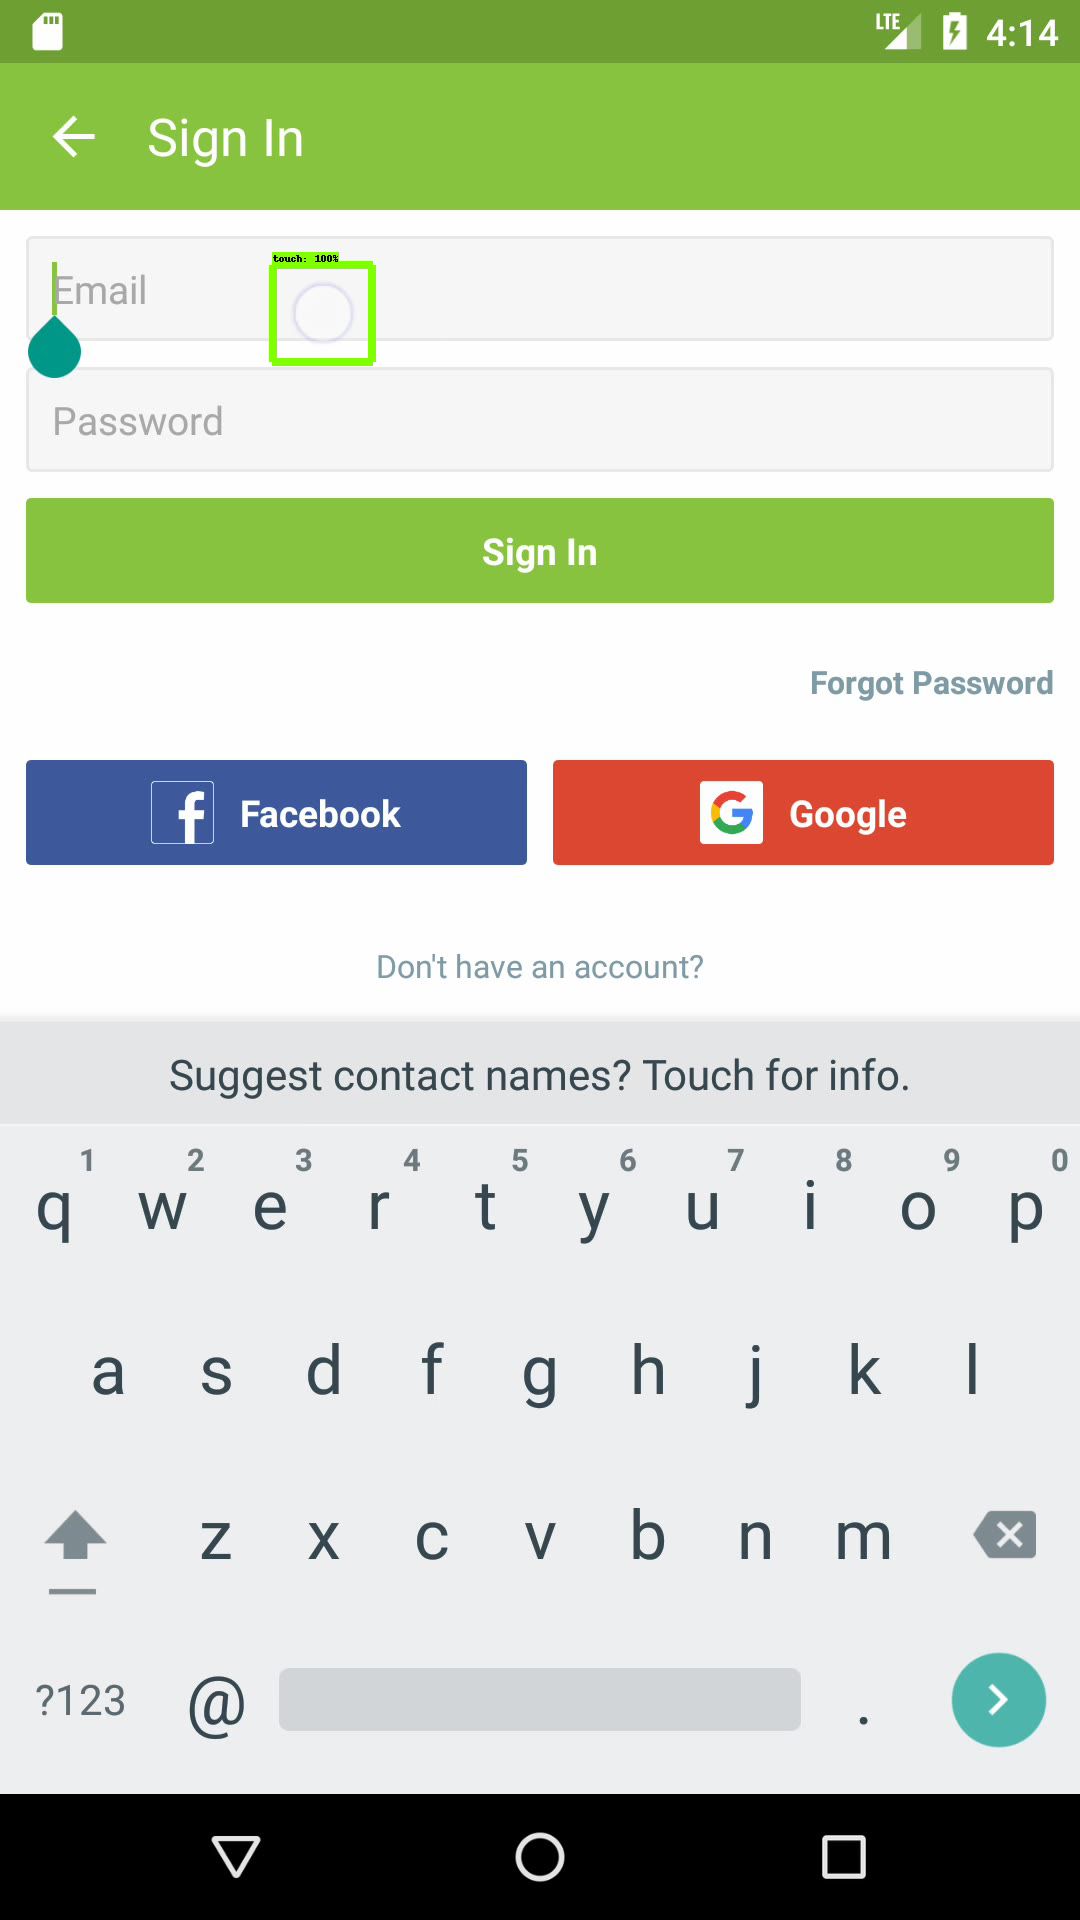 LTE 4:14
Sign In
touch: 100%
Email
Password
Sign In
Forgot Password
Facebook Google
Don't have an account?
Suggest contact names? Touch for info.
1 2 3 4 5 6 7 8 9 0
q w e r t y u i o p
a s d f g h j k l
z x c v b n m
?123 @ .